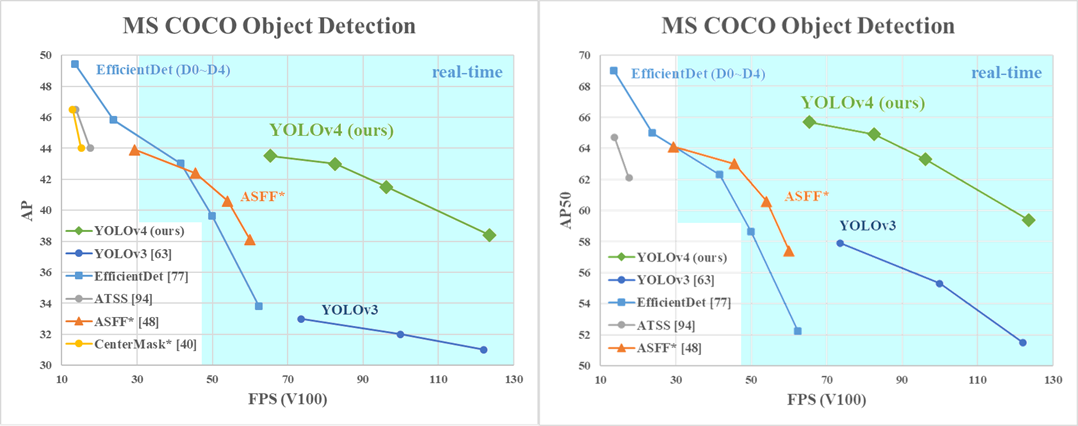 MS COCO Object Detection
50
48
46
44
42
40
38
36
34
32
30
AP
EfficientDet (D0~D4)
real-time
YOLOv4 (ours)
ASFF*
YOLOv3
YOLOv4 (ours)
YOLOv3 [63]
EfficientDet [77]
ATSS [94]
ASFF* [48]
CenterMask* [40]
10 30 50 70 90 110 130
FPS (V100)
MS COCO Object Detection
70
68
66
64
62
60
58
56
54
52
50
AP50
EfficientDet (D0~D4)
real-time
YOLOv4 (ours)
ASFF*
YOLOv3
YOLOv4 (ours)
YOLOv3 [63]
EfficientDet [77]
ATSS [94]
ASFF* [48]
10 30 50 70 90 110 130
FPS (V100)